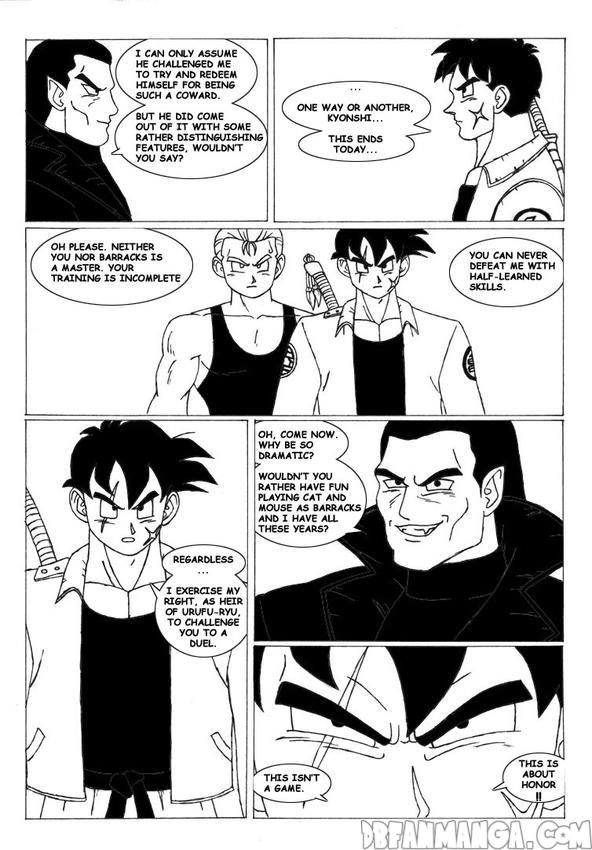 I CAN ONLY ASSUME
HE CHALLENGED ME
TO TRY AND REDEEM
HIMSELF FOR BEING
SUCH A COWARD.
BUT HE DID COME
OUT OF IT WITH SOME
RATHER DISTINGUISHING
FEATURES, WOULDN'T
YOU SAY?
...
ONE WAY OR ANOTHER,
KYONSHI...
THIS ENDS
TODAY...
OH PLEASE. NEITHER
YOU NOR BARRACKS IS
A MASTER. YOUR
TRAINING IS INCOMPLETE
YOU CAN NEVER
DEFEAT ME WITH
HALF-LEARNED
SKILLS.
REGARDLESS
...
I EXERCISE MY
RIGHT, AS HEIR
OF URUFU-RYU,
TO CHALLENGE
YOU TO A
DUEL.
OH, COME NOW.
WHY BE SO
DRAMATIC?
WOULDN'T YOU
RATHER HAVE FUN
PLAYING CAT AND
MOUSE AS BARRACKS
AND I HAVE ALL
THESE YEARS?
THIS ISN'T
A GAME.
THIS IS
ABOUT
HONOR
!!
DBFANMANGA.COM